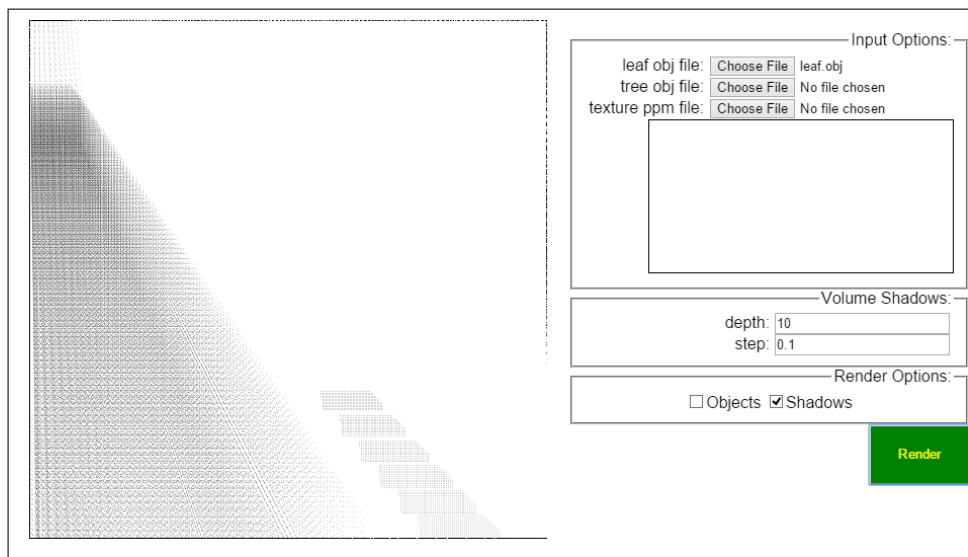 Input Options:
leaf obj file: Choose File leaf.obj
tree obj file: Choose File No file chosen
texture ppm file: Choose File No file chosen
Volume Shadows:
depth: 10
step: 0.1
Render Options:
Objects Shadows
Render